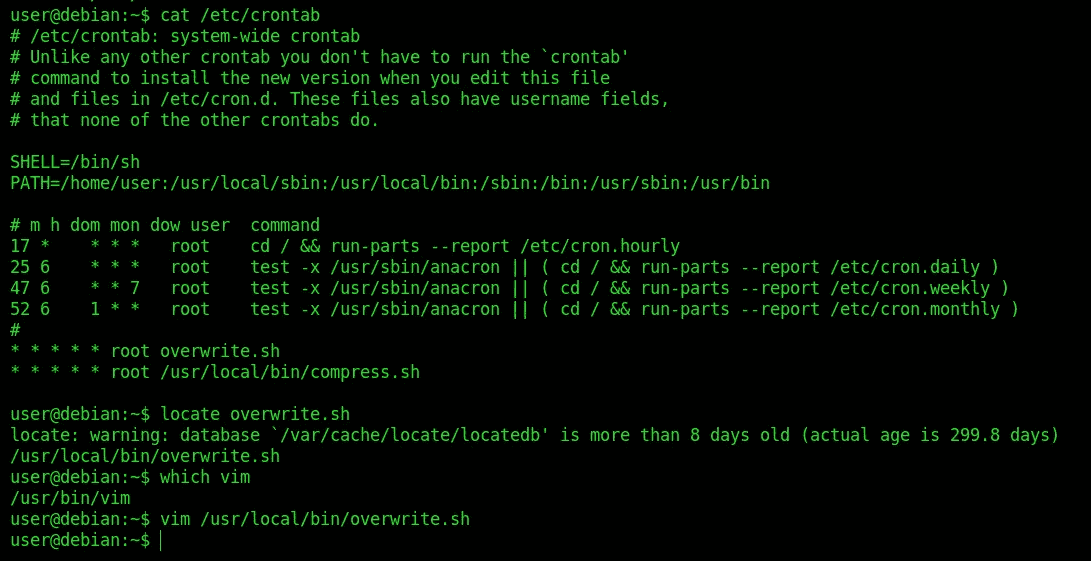 user@debian:~$ cat /etc/crontab
# /etc/crontab: system-wide crontab
# Unlike any other crontab you don't have to run the `crontab'
# command to install the new version when you edit this file
# and files in /etc/cron.d. These files also have username fields,
# that none of the other crontabs do.

SHELL=/bin/sh
PATH=/home/user:/usr/local/sbin:/usr/local/bin:/sbin:/bin:/usr/sbin:/usr/bin

# m h dom mon dow user  command
17 *    * * *   root    cd / && run-parts --report /etc/cron.hourly
25 6    * * *   root    test -x /usr/sbin/anacron || ( cd / && run-parts --report /etc/cron.daily )
47 6    * * 7   root    test -x /usr/sbin/anacron || ( cd / && run-parts --report /etc/cron.weekly )
52 6    1 * *   root    test -x /usr/sbin/anacron || ( cd / && run-parts --report /etc/cron.monthly )
#
* * * * * root overwrite.sh
* * * * * root /usr/local/bin/compress.sh

user@debian:~$ locate overwrite.sh
locate: warning: database `/var/cache/locate/locatedb' is more than 8 days old (actual age is 299.8 days)
/usr/local/bin/overwrite.sh
user@debian:~$ which vim
/usr/bin/vim
user@debian:~$ vim /usr/local/bin/overwrite.sh
user@debian:~$